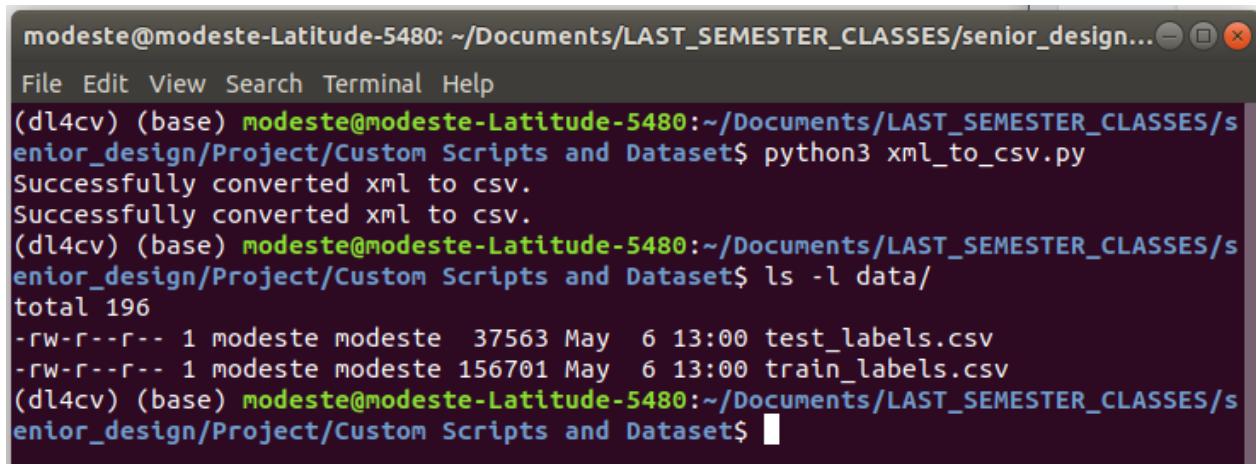 modeste@modeste-Latitude-5480: ~/Documents/LAST_SEMESTER_CLASSES/senior_design...
File Edit View Search Terminal Help
(dl4cv) (base) modeste@modeste-Latitude-5480:~/Documents/LAST_SEMESTER_CLASSES/s
enior_design/Project/Custom Scripts and Dataset$ python3 xml_to_csv.py
Successfully converted xml to csv.
Successfully converted xml to csv.
(dl4cv) (base) modeste@modeste-Latitude-5480:~/Documents/LAST_SEMESTER_CLASSES/s
enior_design/Project/Custom Scripts and Dataset$ ls -l data/
total 196
-rw-r--r-- 1 modeste modeste  37563 May  6 13:00 test_labels.csv
-rw-r--r-- 1 modeste modeste 156701 May  6 13:00 train_labels.csv
(dl4cv) (base) modeste@modeste-Latitude-5480:~/Documents/LAST_SEMESTER_CLASSES/s
enior_design/Project/Custom Scripts and Dataset$